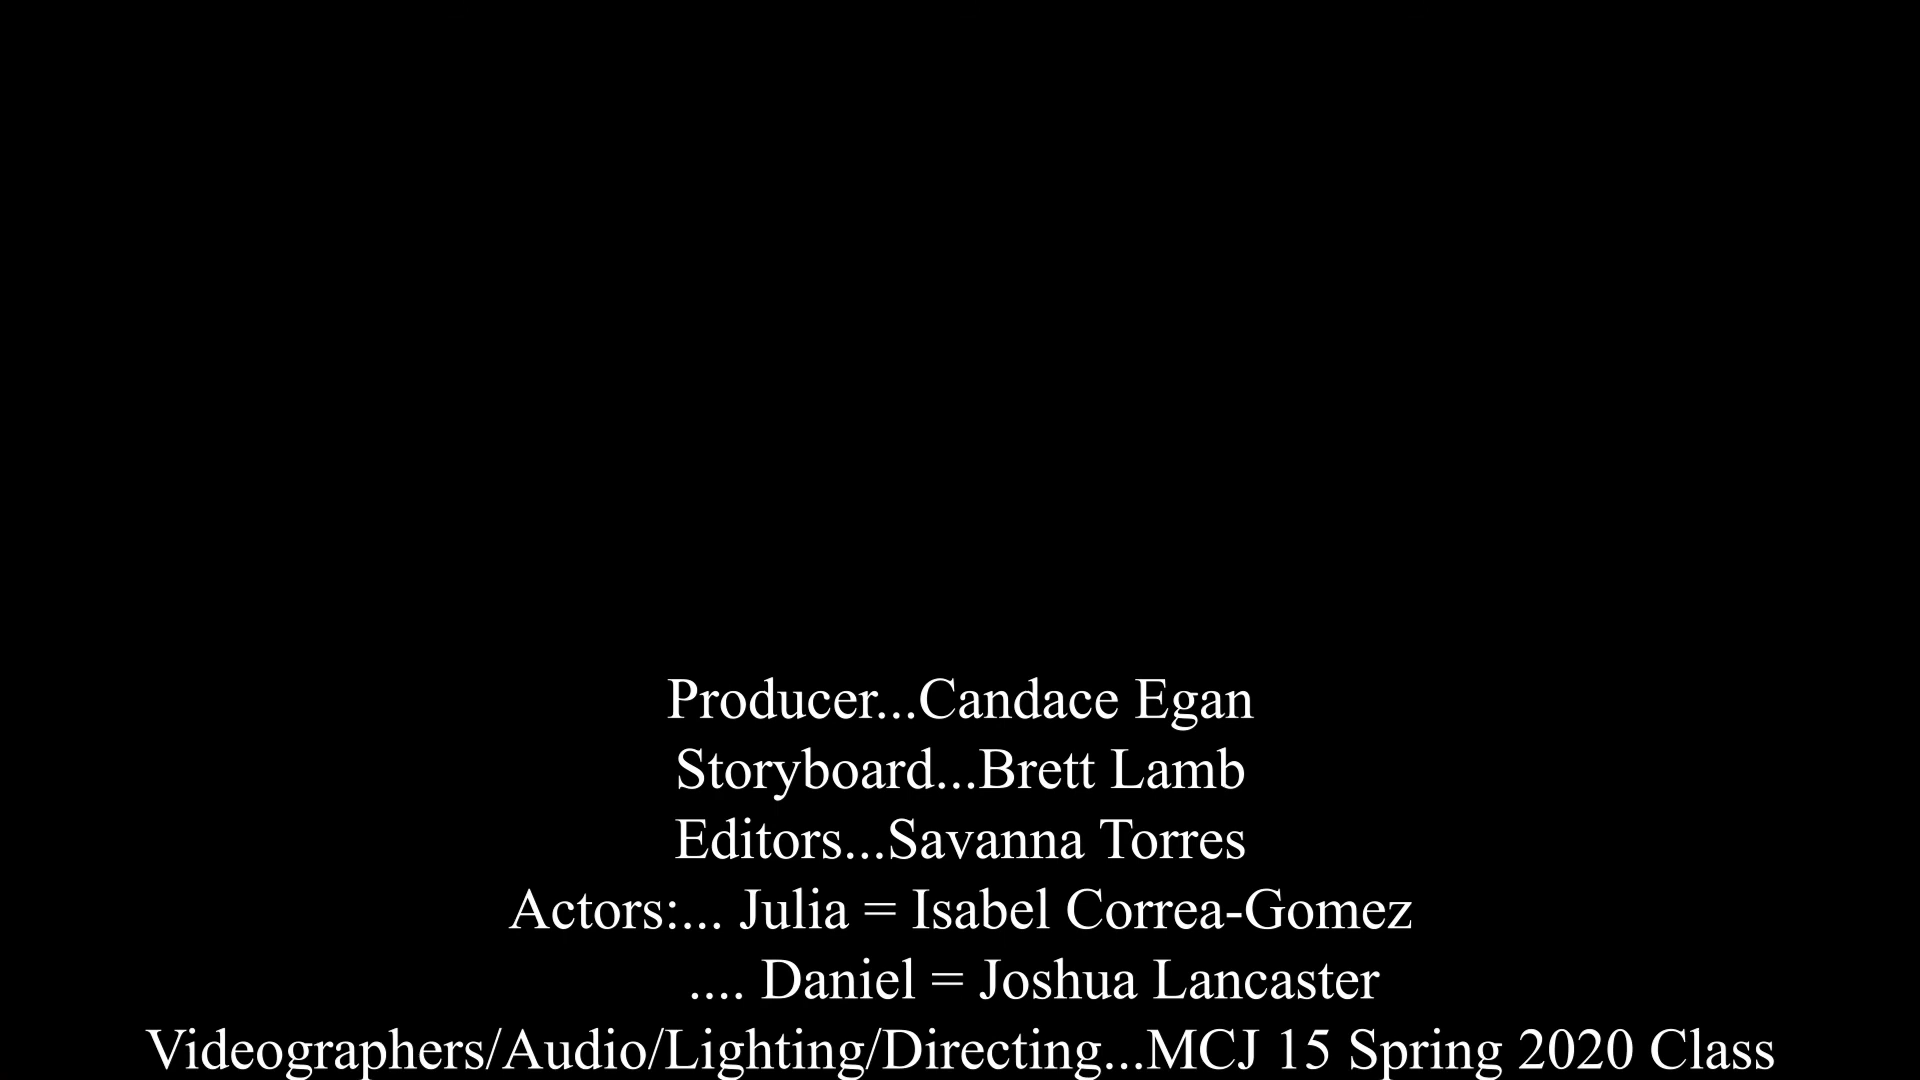 Producer...Candace Egan
Storyboard...Brett Lamb
Editors...Savanna Torres
Actors:... Julia = Isabel Correa-Gomez
.... Daniel = Joshua Lancaster
Videographers/Audio/Lighting/Directing...MCJ 15 Spring 2020 Class